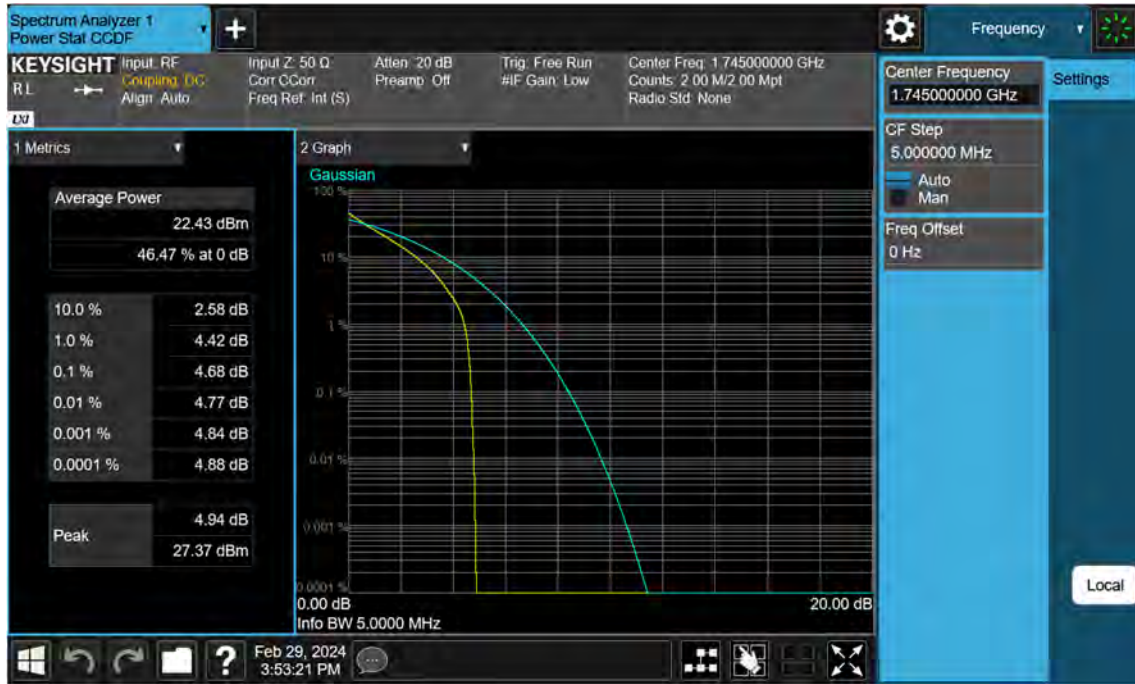 Spectrum Analyzer 1
Power Stat CCDF
Frequency
KEYSIGHT
RL
LXI
Input: RF
Coupling: DC
Align: Auto
Input Z: 50 Ω
Corr CCorr
Freq Ref: Int (S)
Atten: 20 dB
Preamp: Off
Trig: Free Run
#IF Gain: Low
Center Freq: 1.745000000 GHz
Counts: 2.00 M/2.00 Mpt
Radio Std: None
Center Frequency
1.745000000 GHz
Settings
CF Step
5.000000 MHz
Auto
Man
Freq Offset
0 Hz
1 Metrics
Average Power
22.43 dBm
46.47 % at 0 dB
10.0 % 2.58 dB
1.0 % 4.42 dB
0.1 % 4.68 dB
0.01 % 4.77 dB
0.001 % 4.84 dB
0.0001 % 4.88 dB
Peak
4.94 dB
27.37 dBm
2 Graph
Gaussian
100 %
10 %
1 %
0.1 %
0.01 %
0.001 %
0.0001 %
0.00 dB
20.00 dB
Info BW 5.0000 MHz
Local
?
Feb 29, 2024
3:53:21 PM